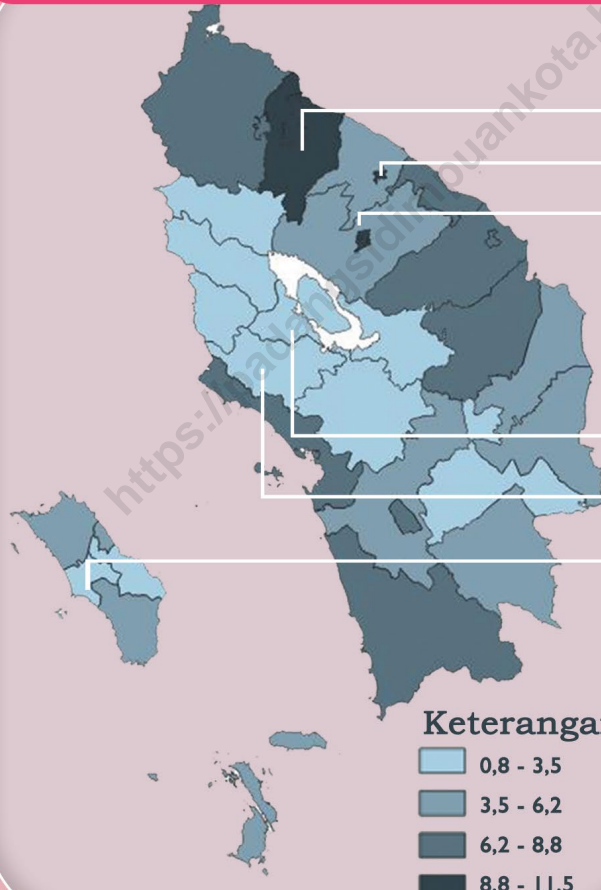 https://padangsidimpuankota.b
Keterangan
0,8 - 3,5
3,5 - 6,2
6,2 - 8,8
8,8 - 11,5